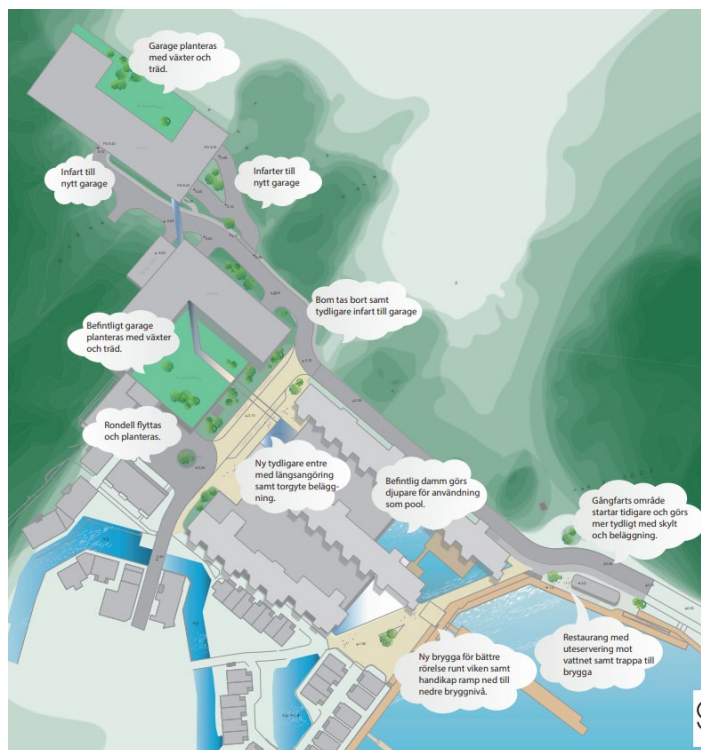 Garage planteras
med växter och
träd.
Infart till
nytt garage
Infarter till
nytt garage
Bom tas bort samt
tydligare infart till garage
Befintligt garage
planteras med växter
och träd.
Rondell flyttas
och planteras.
Ny tydligare entre
med längsangöring
samt torgyte belägg-
ning.
Befintlig damm görs
djupare för användning
som pool.
Gångfarts område
startar tidigare och görs
mer tydligt med skylt
och beläggning.
Ny brygga för bättre
rörelse runt viken samt
handikap ramp ned till
nedre bryggnivå.
Restaurang med
uteservering mot
vattnet samt trappa till
brygga